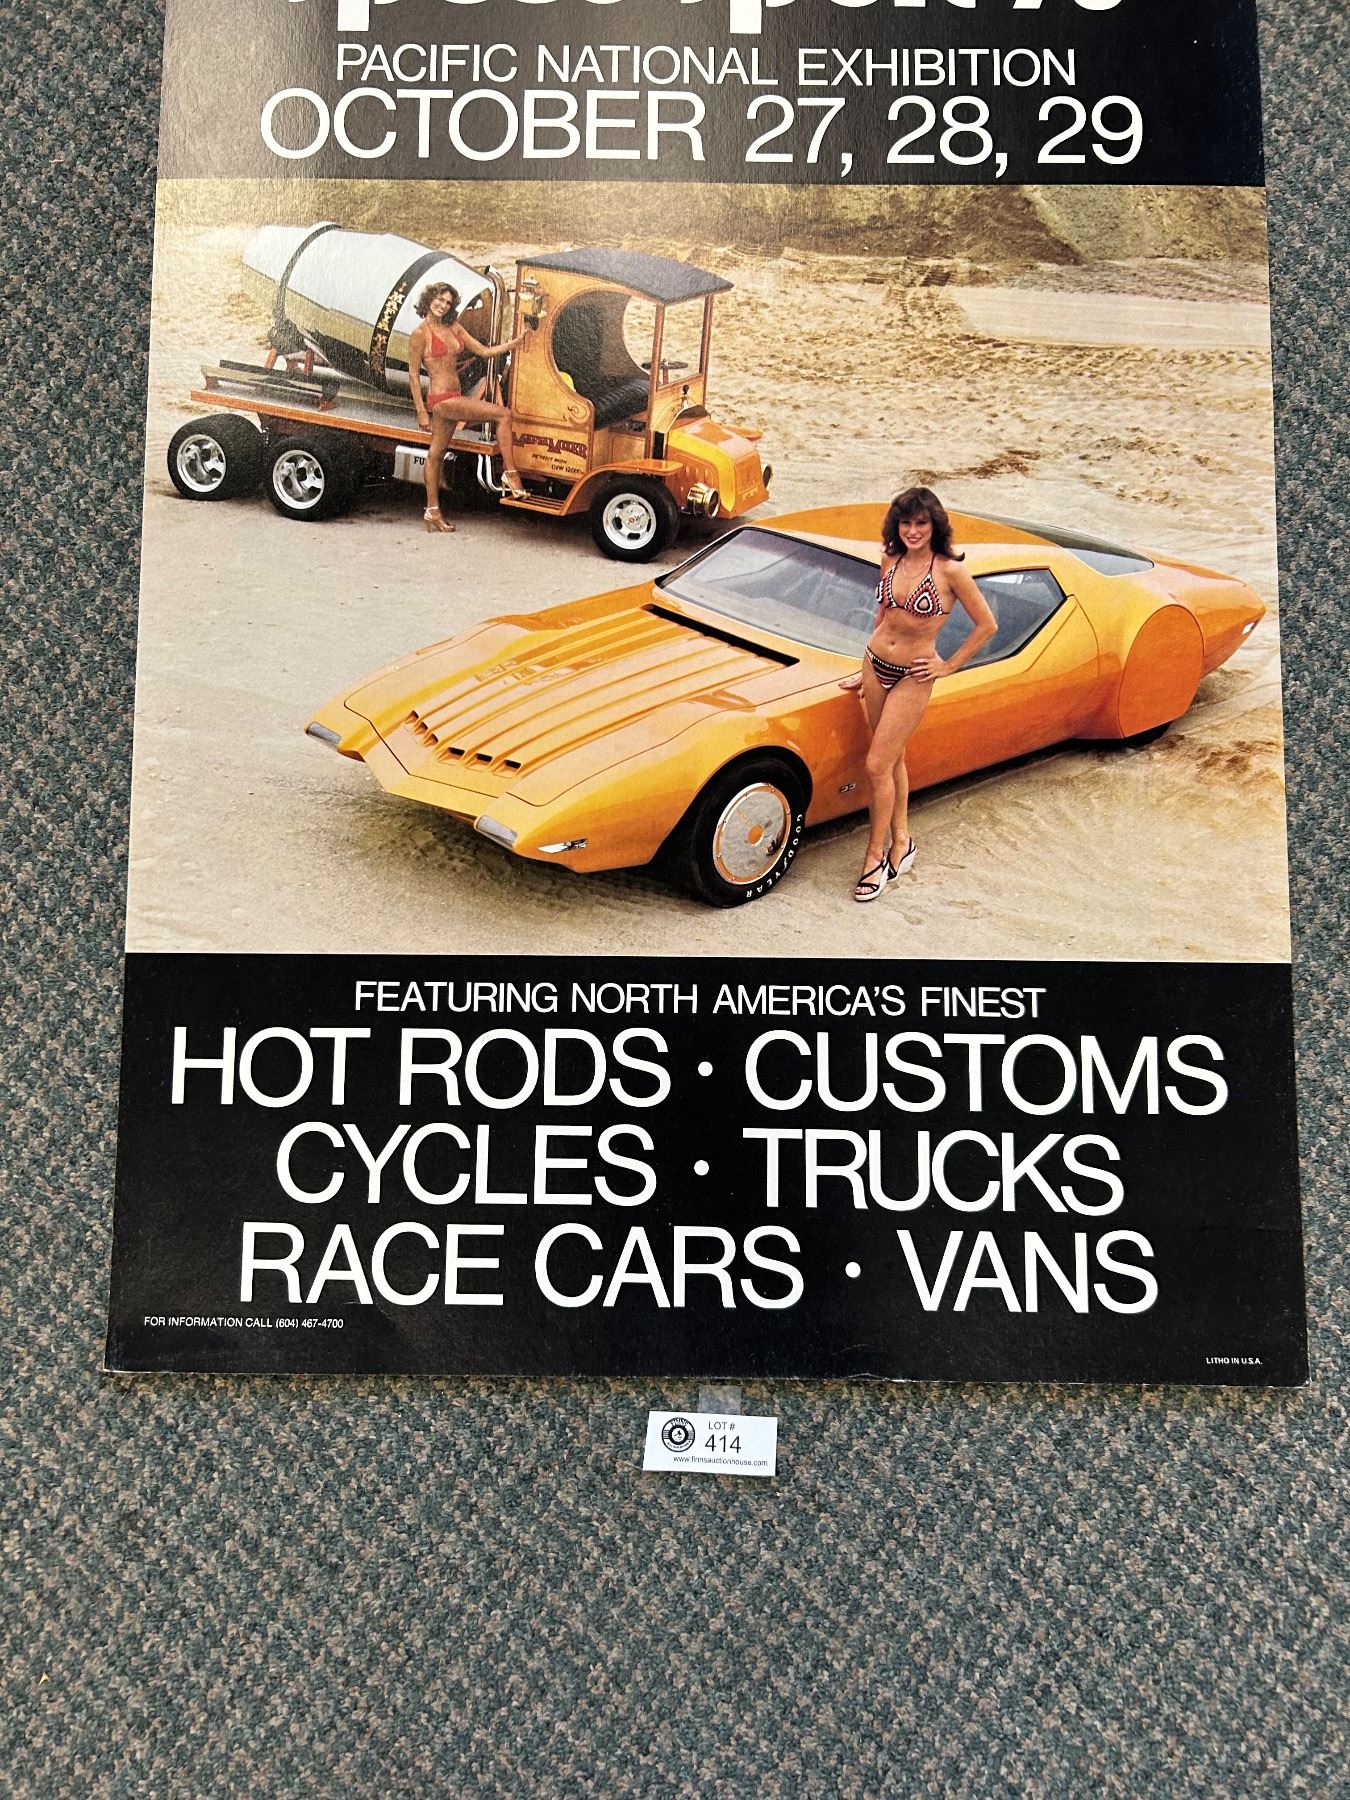 PACIFIC NATIONAL EXHIBITION
OCTOBER 27, 28, 29
GOODYEAR
FEATURING NORTH AMERICA'S FINEST
HOT RODS · CUSTOMS
CYCLES · TRUCKS
RACE CARS · VANS
FOR INFORMATION CALL (604) 467-4700
LITHO IN U.S.A.
LOT #
414
www.finnsauctionhouse.com